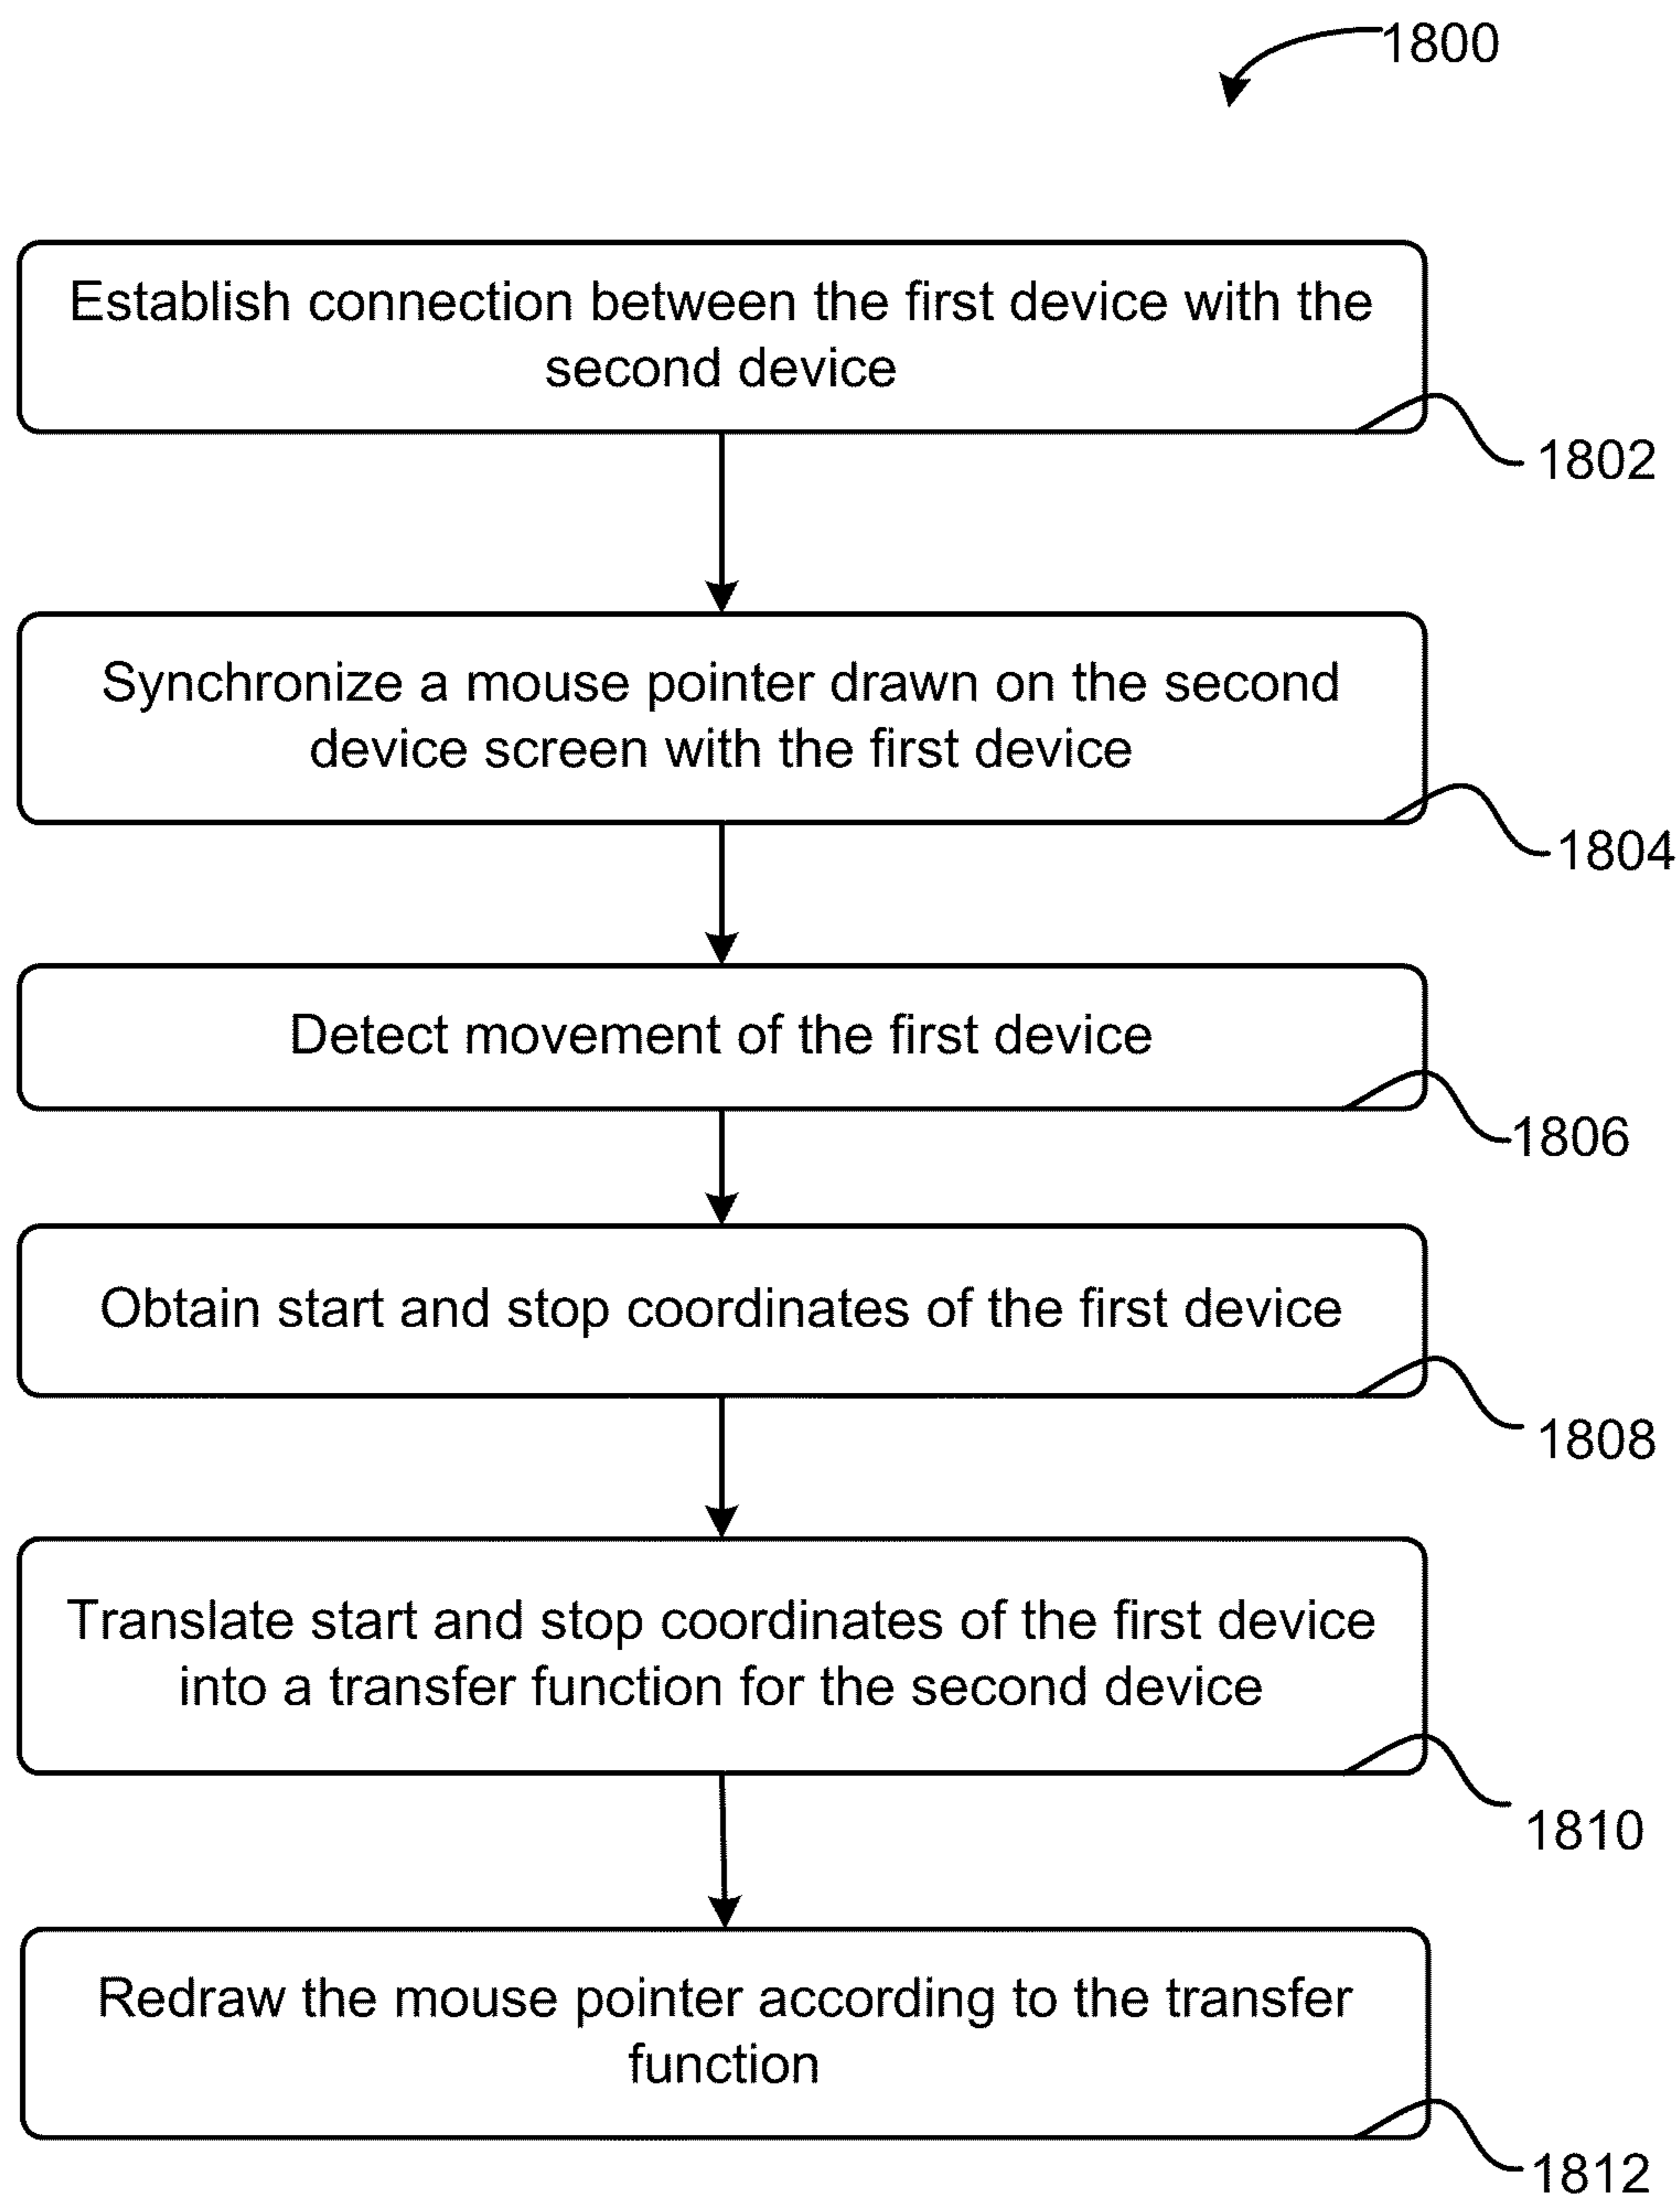 1800
Establish connection between the first device with the
second device
1802
Synchronize a mouse pointer drawn on the second
device screen with the first device
1804
Detect movement of the first device
1806
Obtain start and stop coordinates of the first device
1808
Translate start and stop coordinates of the first device
into a transfer function for the second device
1810
Redraw the mouse pointer according to the transfer
function
1812